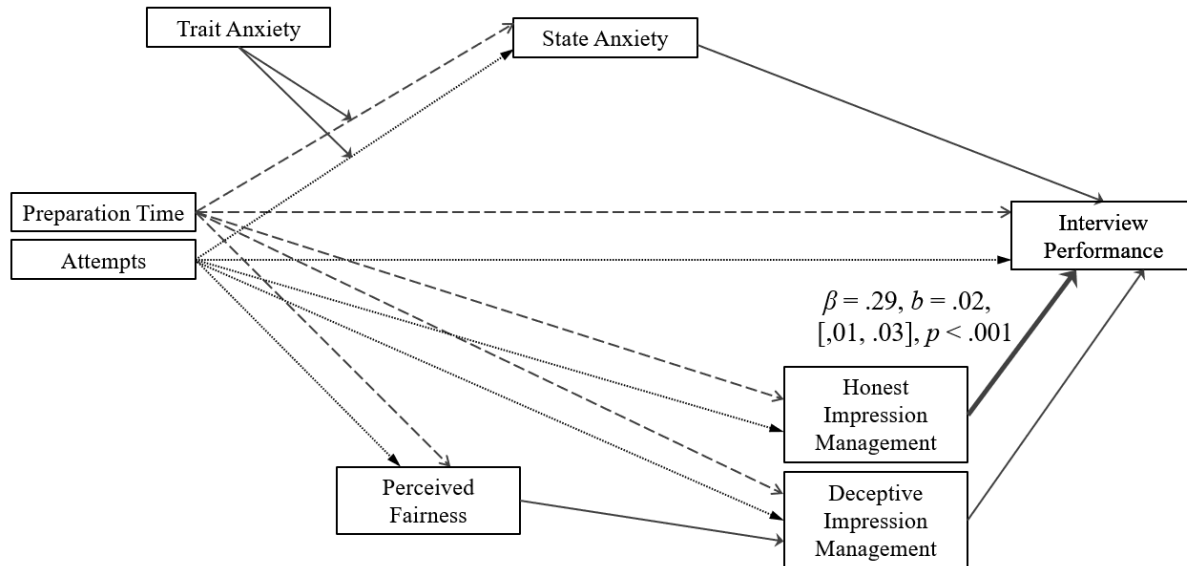 Trait Anxiety
State Anxiety
Preparation Time
Attempts
Interview
Performance
β = .29, b = .02,
[,01, .03], p < .001
Honest
Impression
Management
Perceived
Fairness
Deceptive
Impression
Management